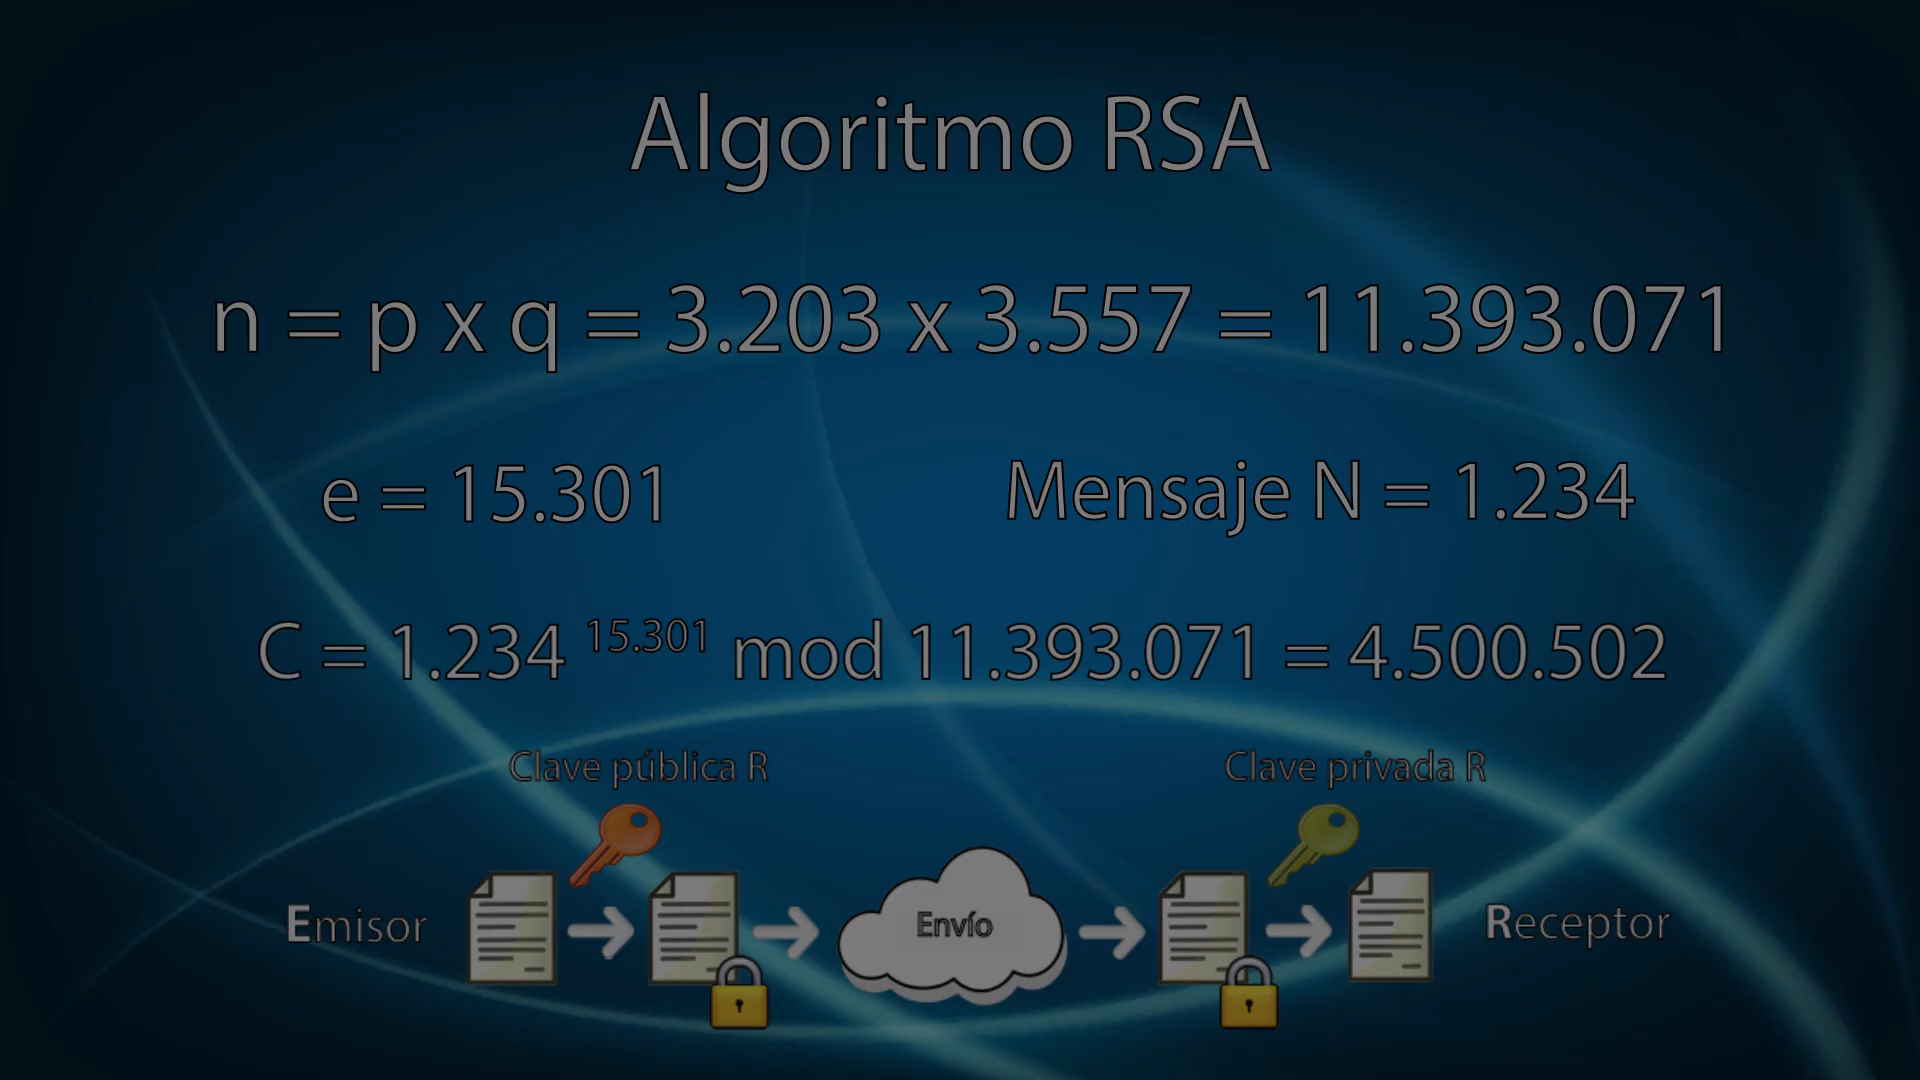 Algoritmo RSA
n = p x q = 3.203 x 3.557 = 11.393.071
e = 15.301
Mensaje N = 1.234
C = 1.234 ^15.301 mod 11.393.071 = 4.500.502
Clave pública R
Clave privada R
Emisor
Envío
Receptor